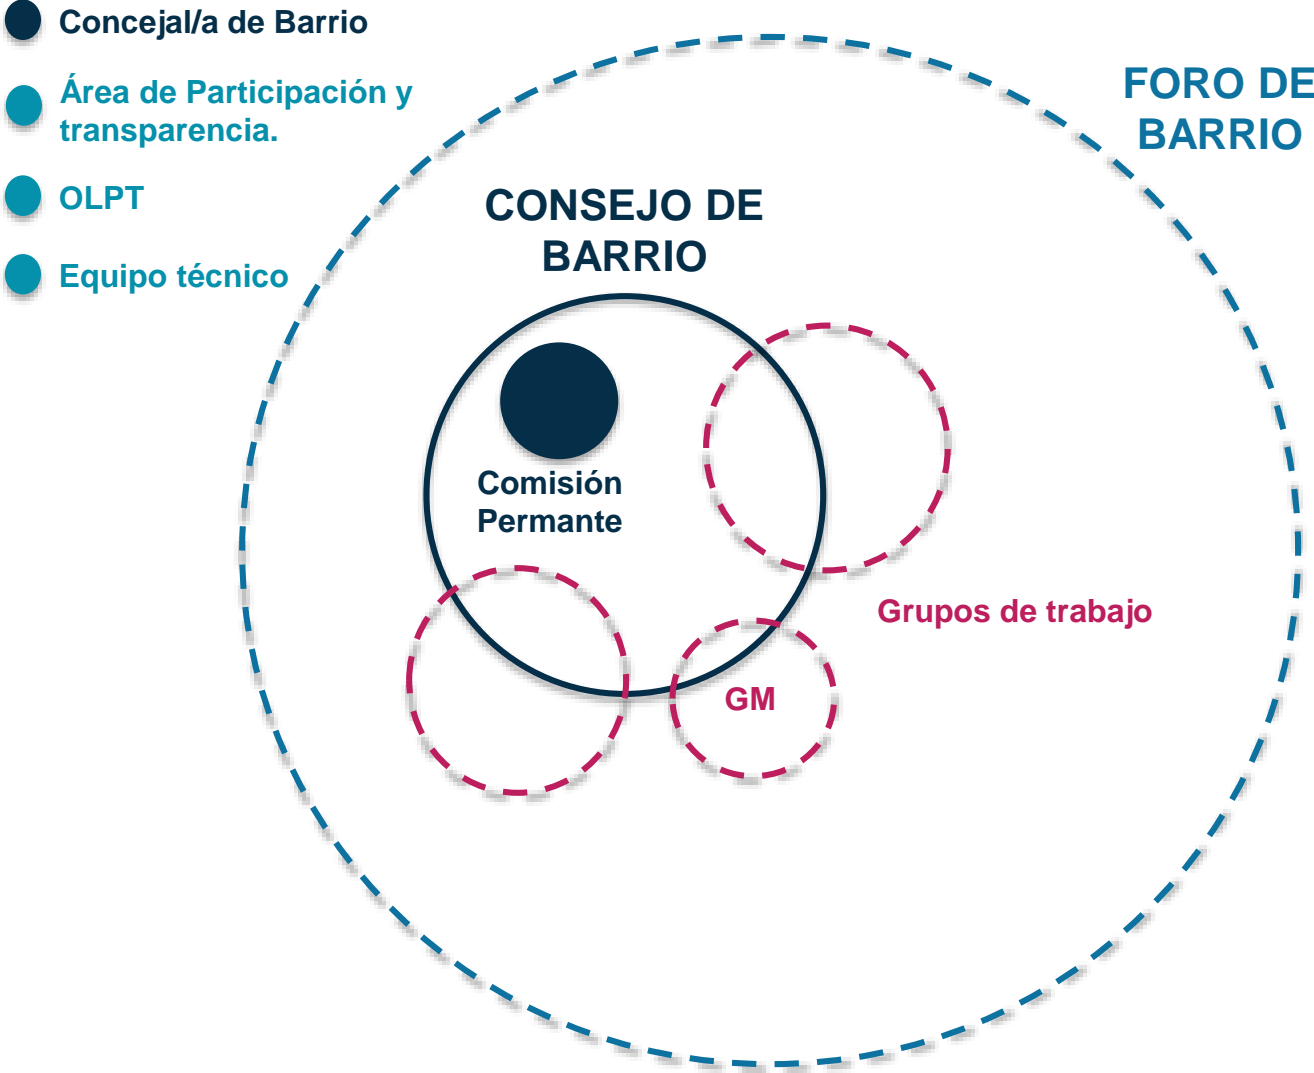 Concejal/a de Barrio
Área de Participación y
transparencia.
OLPT
Equipo técnico
FORO DE
BARRIO
CONSEJO DE
BARRIO
Comisión
Permante
Grupos de trabajo
GM